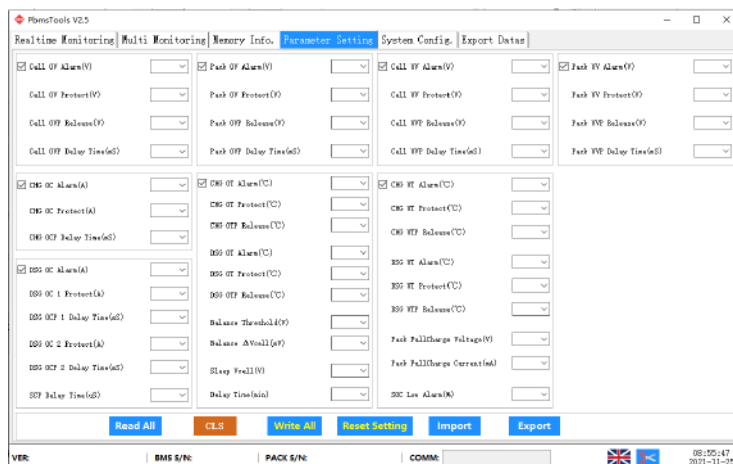 PbmsTools V2.5
Realtime Monitoring Multi Monitoring Memory Info. Parameter Setting System Config. Export Datas
Cell OV Alarm(V) Pack OV Alarm(V) Cell UV Alarm(V) Pack UV Alarm(V)
Cell OV Protect(V) Pack OV Protect(V) Cell UV Protect(V) Pack UV Protect(V)
Cell OVP Release(V) Pack OVP Release(V) Cell UVP Release(V) Pack UVP Release(V)
Cell OVP Delay Time(mS) Pack OVP Delay Time(mS) Cell UVP Delay Time(mS) Pack UVP Delay Time(mS)
CHG OC Alarm(A) CHG OT Alarm(℃) CHG UT Alarm(℃)
CHG OC Protect(A) CHG OT Protect(℃) CHG UT Protect(℃)
CHG OCP Delay Time(mS) CHG OTP Release(℃) CHG UTP Release(℃)
DSG OC Alarm(A) DSG OT Alarm(℃) DSG UT Alarm(℃)
DSG OC 1 Protect(A) DSG OT Protect(℃) DSG UT Protect(℃)
DSG OCP 1 Delay Time(mS) DSG OTP Release(℃) DSG UTP Release(℃)
DSG OC 2 Protect(A) Balance Threshold(V) Pack FullCharge Voltage(V)
DSG OCP 2 Delay Time(mS) Balance ΔVcell(mV) Pack FullCharge Current(mA)
SCP Delay Time(uS) Sleep Vcell(V) SOC Low Alarm(%)
Delay Time(min)
Read All CLS Write All Reset Setting Import Export
VER: BMS S/N: PACK S/N: COMM: 08:55:47
2021-11-25